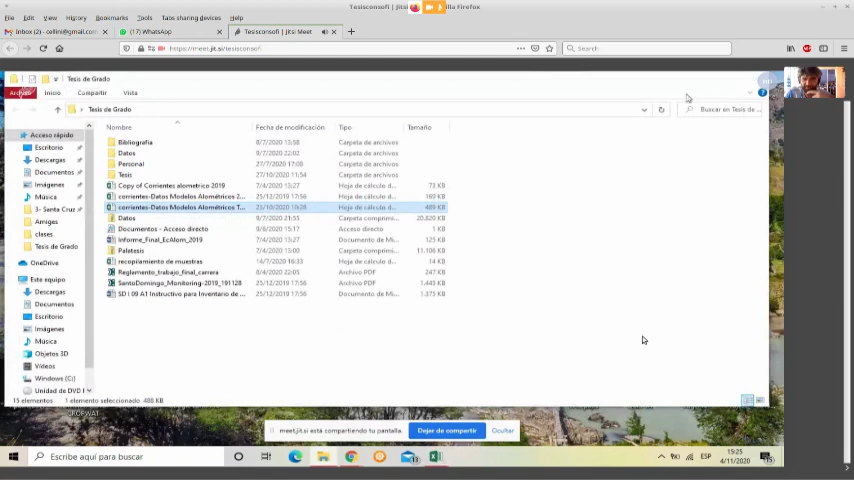 Tesisconsofi | Jitsi Meet
lla Firefox
File Edit View History Bookmarks Tools Tabs sharing devices Help
Inbox (2) - cellini@gmail.com
(17) WhatsApp
Tesisconsofi | Jitsi Meet
https://meet.jit.si/tesisconsofi
Search
Tesis de Grado
Archivo Inicio Compartir Vista
Tesis de Grado
Buscar en Tesis de ...
Nombre Fecha de modificación Tipo Tamaño
Acceso rápido
Escritorio
Descargas
Documentos
Imágenes
Música
3- Santa Cruz
Amigos
clases
Tesis de Grado
OneDrive
Este equipo
Descargas
Documentos
Escritorio
Imágenes
Música
Objetos 3D
Vídeos
Windows (C:)
Unidad de DVD
Bibliografia 8/7/2020 13:58 Carpeta de archivos
Datos 9/7/2020 22:02 Carpeta de archivos
Personal 27/7/2020 17:08 Carpeta de archivos
Tesis 27/10/2020 11:54 Carpeta de archivos
Copy of Corrientes alometrico 2019 7/4/2020 13:27 Hoja de cálculo d... 73 KB
corrientes-Datos Modelos Alométricos 2... 25/12/2019 17:56 Hoja de cálculo d... 169 KB
corrientes-Datos Modelos Alométricos T... 23/10/2020 Hoja de cálculo d... 489 KB
Datos 9/7/2020 21:55 Carpeta comprimi... 20.820 KB
Documentos - Acceso directo 9/6/2020 15:17 Acceso directo 1 KB
Informe_Final_EcAlom_2019 7/4/2020 13:27 Documento de Mi... 125 KB
Paletesis 7/4/2020 13:00 Carpeta comprimi... 11.106 KB
recopilamiento de muestras 14/7/2020 16:33 Hoja de cálculo d... 14 KB
Reglamento_trabajo_final_carrera 8/4/2020 22:05 Archivo PDF 247 KB
SantoDomingo_Monitoring-2019_191128 25/12/2019 17:56 Archivo PDF 1.445 KB
SD I 09 A1 Instructivo para Inventario de ... 25/12/2019 17:56 Documento de Mi... 1.375 KB
15 elementos 1 elemento seleccionado 488 KB
CROPWAT
meet.jit.si está compartiendo tu pantalla.
Dejar de compartir
Ocultar
Escribe aquí para buscar
ESP
19:25
4/11/2020